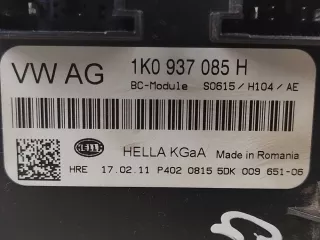 VW AG 1K0 937 085 H
BC-Module S0615/H104/AE
HELLA
HELLA KGaA Made in Romania
HRE 17.02.11 P402 0815 5DK 009 651-06